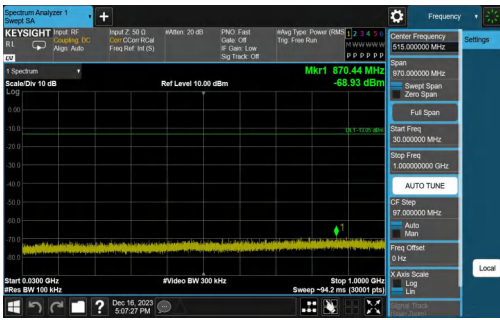 Spectrum Analyzer 1
Swept SA
Frequency
KEYSIGHT
RL
Input: RF
Coupling: DC
Align: Auto
Input Z: 50 Ω
Corr CCorr RCal
Freq Ref: Int (S)
#Atten: 20 dB
PNO: Fast
Gate: Off
IF Gain: Low
Sig Track: Off
#Avg Type: Power (RMS
Trig: Free Run
1 2 3 4 5 6
M W W W W W
P P P P P P
1 Spectrum
Scale/Div 10 dB
Log
Ref Level 10.00 dBm
Mkr1 870.44 MHz
-68.93 dBm
0.00
-10.0
-20.0
-30.0
-40.0
-50.0
-60.0
-70.0
-80.0
1
Start 0.0300 GHz
#Res BW 100 kHz
#Video BW 300 kHz
Stop 1.0000 GHz
Sweep ~94.2 ms (30001 pts)
Dec 16, 2023
5:07:27 PM
Center Frequency
515.000000 MHz
Settings
Span
970.000000 MHz
Swept Span
Zero Span
Full Span
Start Freq
30.000000 MHz
Stop Freq
1.000000000 GHz
AUTO TUNE
CF Step
97.000000 MHz
Auto
Man
Freq Offset
0 Hz
X Axis Scale
Log
Lin
Local
Signal Track